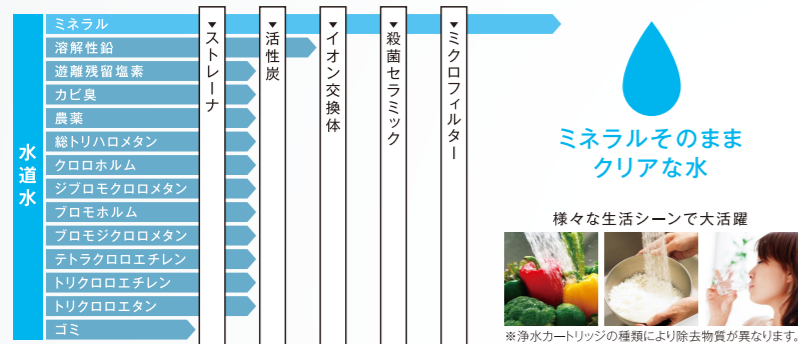 水道水
ミネラル
溶解性鉛
遊離残留塩素
カビ臭
農薬
総トリハロメタン
クロロホルム
ジブロモクロロメタン
ブロモホルム
ブロモジクロロメタン
テトラクロロエチレン
トリクロロエチレン
トリクロロエタン
ゴミ
▼ストレーナ
▼活性炭
▼イオン交換体
▼殺菌セラミック
▼ミクロフィルター
ミネラルそのまま
クリアな水
様々な生活シーンで大活躍
※浄水カートリッジの種類により除去物質が異なります。